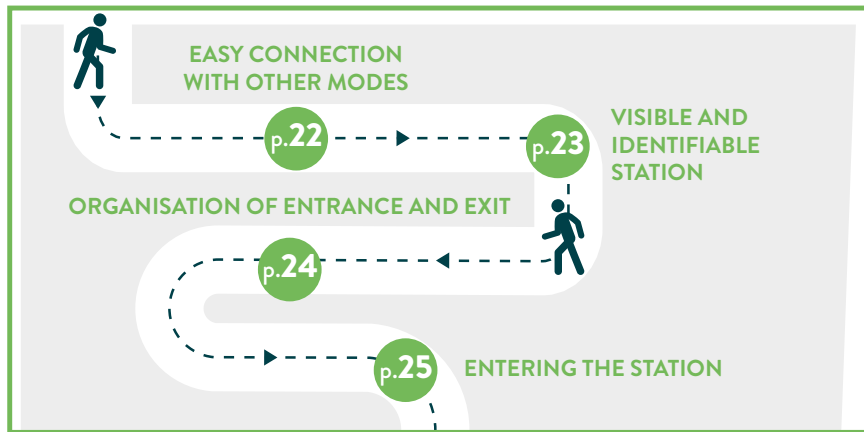 EASY CONNECTION
WITH OTHER MODES
p.22
p.23
VISIBLE AND
IDENTIFIABLE
STATION
ORGANISATION OF ENTRANCE AND EXIT
p.24
p.25
ENTERING THE STATION